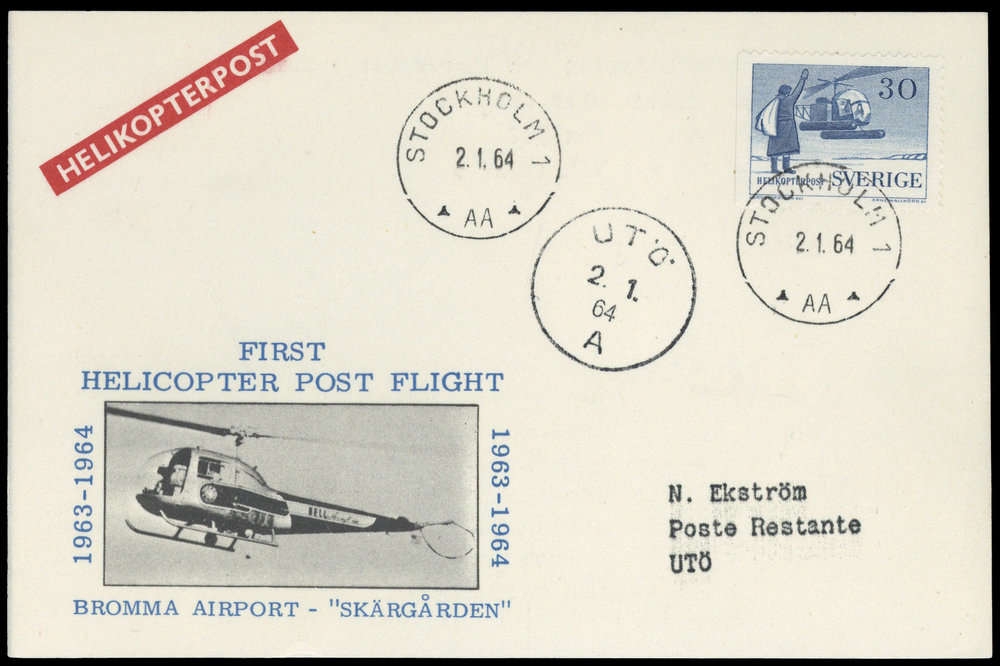 HELIKOPTERPOST
STOCKHOLM 1
2.1.64
AA
30
HELIKOPTERPOST SVERIGE
STOCKHOLM 1
2.1.64
AA
UTÖ
2. 1.
64
A
FIRST
HELICOPTER POST FLIGHT
1963-1964
BELL
1963-1964
BROMMA AIRPORT - "SKÄRGÅRDEN"
N. Ekström
Poste Restante
UTÖ